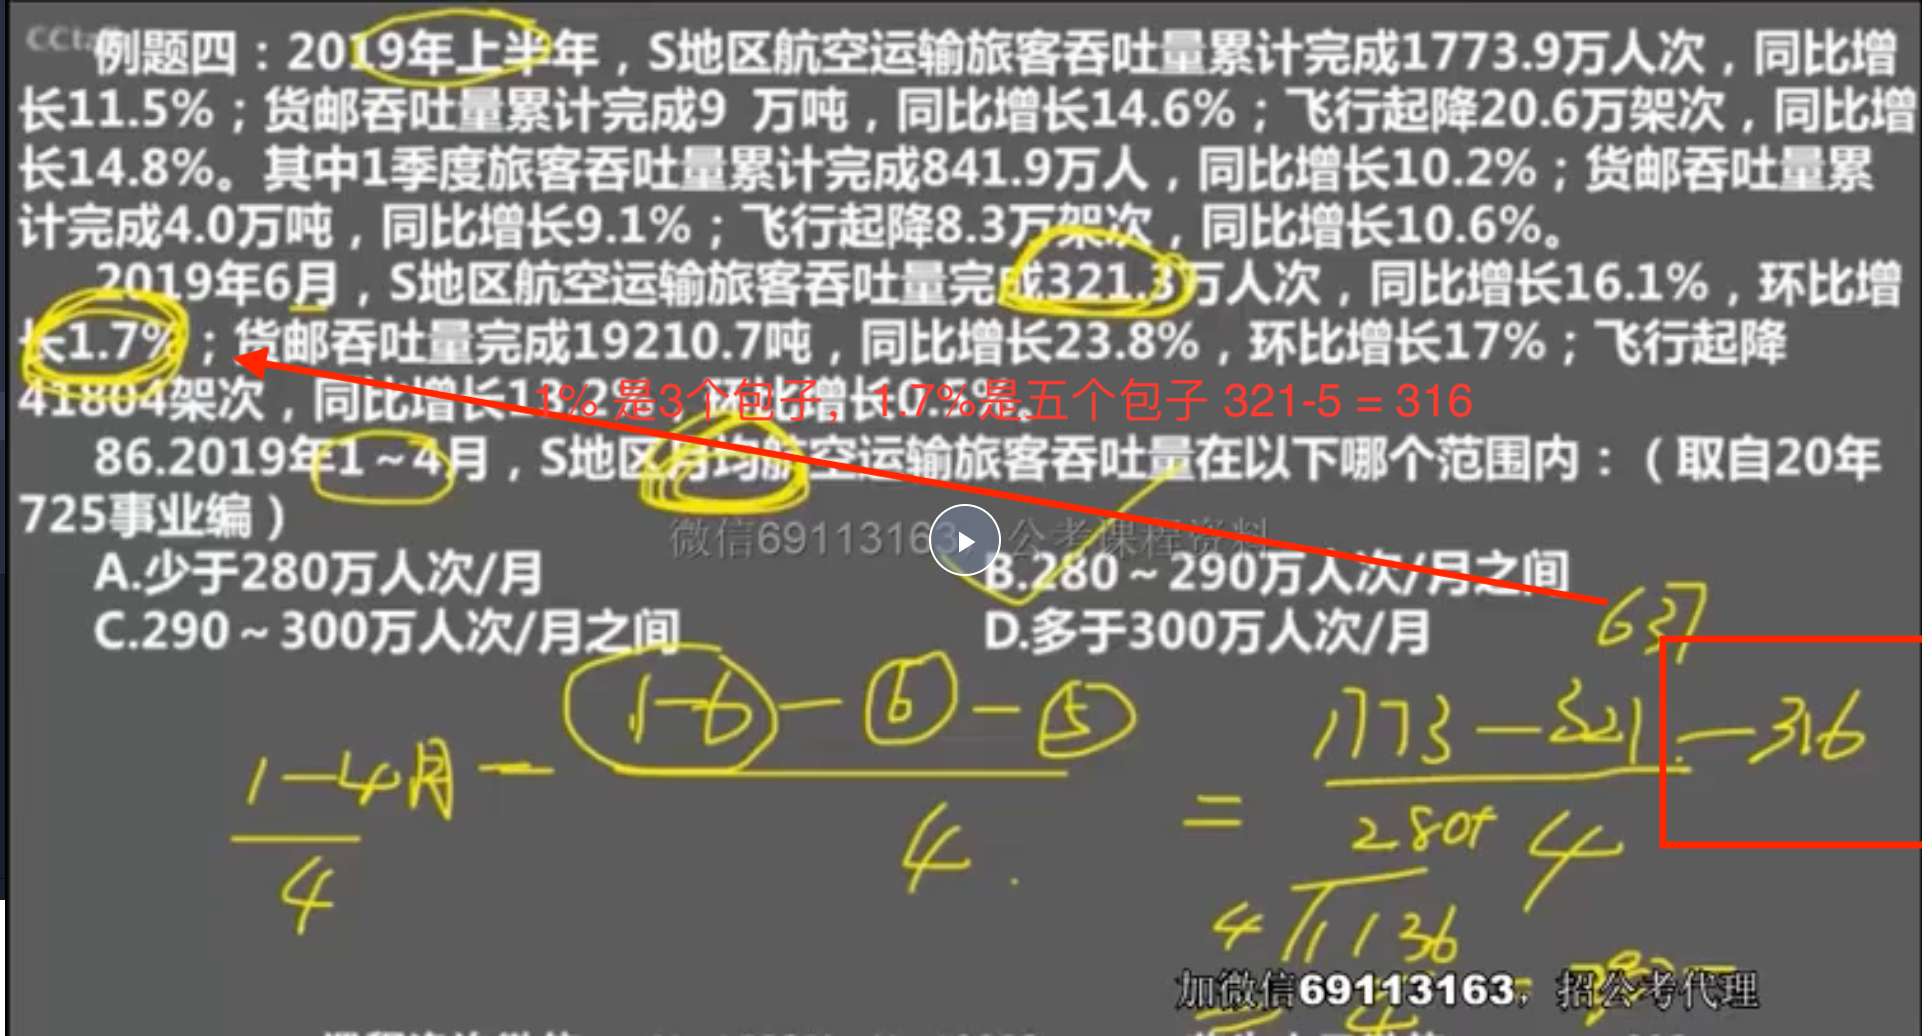 例题四：2019年上半年，S地区航空运输旅客吞吐量累计完成1773.9万人次，同比增
长11.5%；货邮吞吐量累计完成9 万吨，同比增长14.6%；飞行起降20.6万架次，同比增
长14.8%。其中1季度旅客吞吐量累计完成841.9万人，同比增长10.2%；货邮吞吐量累
计完成4.0万吨，同比增长9.1%；飞行起降8.3万架次，同比增长10.6%。
2019年6月，S地区航空运输旅客吞吐量完成321.3万人次，同比增长16.1%，环比增
长1.7%；货邮吞吐量完成19210.7吨，同比增长23.8%，环比增长17%；飞行起降
41804架次，同比增长 环比增长
1% 是3个包子，1.7%是五个包子 321-5 = 316
86.2019年1～4月，S地区月均航空运输旅客吞吐量在以下哪个范围内：（取自20年
725事业编）
微信69113163，公考课程资料
A.少于280万人次/月 B.280～290万人次/月之间
C.290～300万人次/月之间 D.多于300万人次/月
637
1-4月 — 1-6 — 6 — 5 = 1773 — 321 — 316
4 4 280+ 4
4 1136
加微信69113163，招公考代理